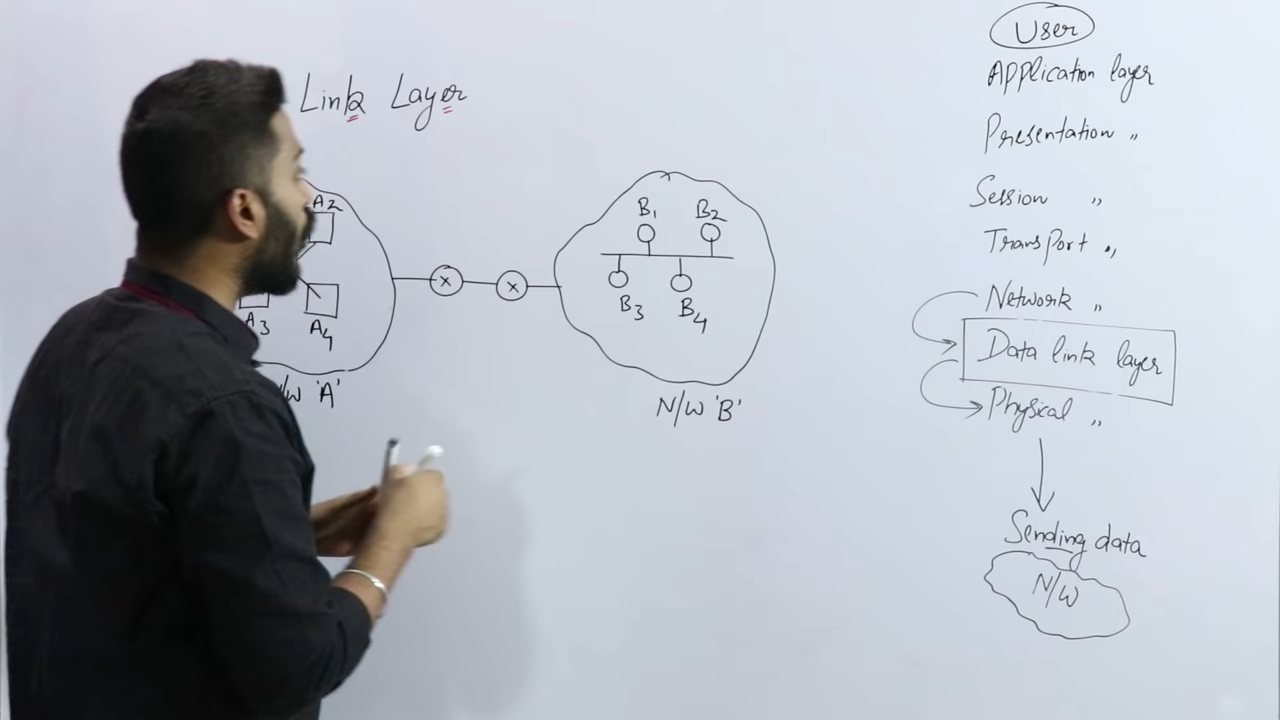 Link Layer
A2
A3
A4
/W 'A'
x
x
B1
B2
B3
B4
N/W 'B'
User
Application layer
Presentation "
Session "
Transport "
Network "
Data link layer
Physical "
Sending data
N/W